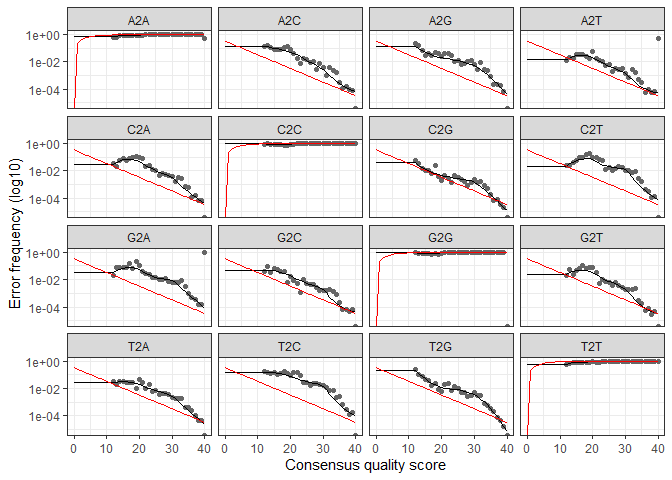 A2A A2C A2G A2T
1e+00
1e-02
1e-04
C2A C2C C2G C2T
1e+00
1e-02
1e-04
G2A G2C G2G G2T
1e+00
1e-02
1e-04
T2A T2C T2G T2T
1e+00
1e-02
1e-04
0 10 20 30 40 0 10 20 30 40 0 10 20 30 40 0 10 20 30 40
Consensus quality score
Error frequency (log10)